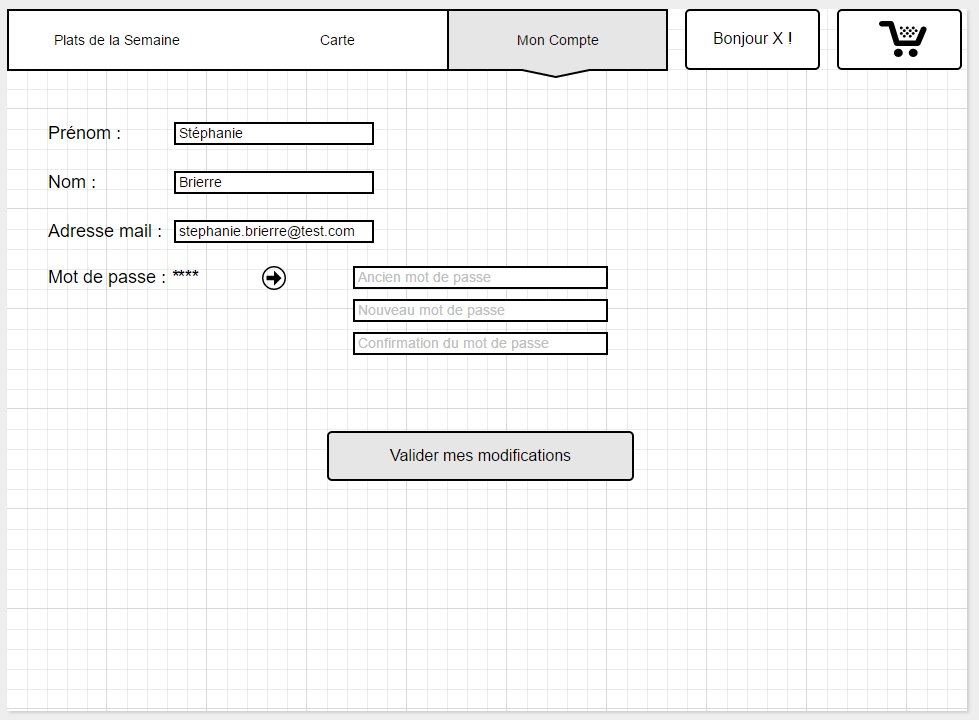 Plats de la Semaine Carte Mon Compte Bonjour X !
Prénom : Stéphanie
Nom : Brierre
Adresse mail : stephanie.brierre@test.com
Mot de passe : **** Ancien mot de passe
Nouveau mot de passe
Confirmation du mot de passe
Valider mes modifications